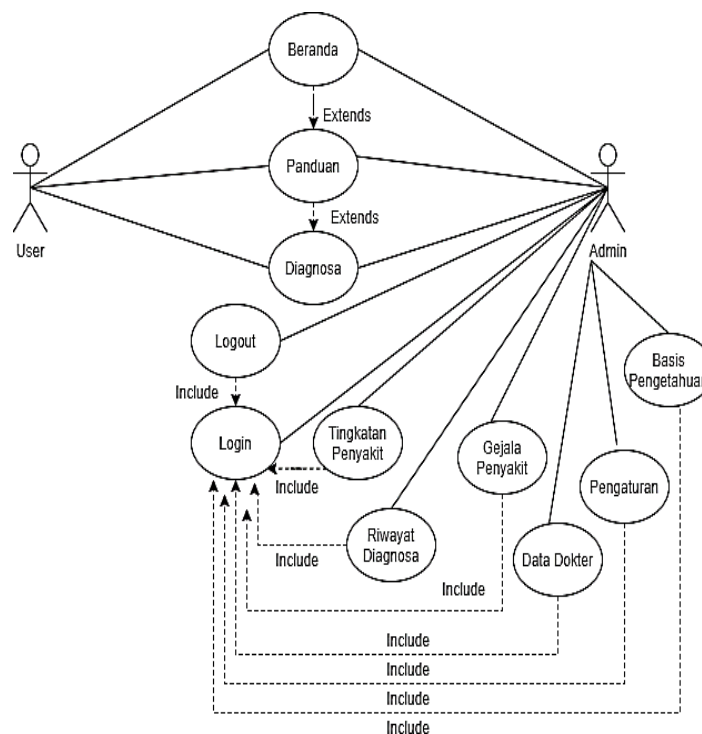 Beranda
Extends
Panduan
Extends
User
Admin
Diagnosa
Logout
Include
Basis
Pengetahuan
Login
Tingkatan
Penyakit
Gejala
Penyakit
Include
Pengaturan
Riwayat
Diagnosa
Include
Data Dokter
Include
Include
Include
Include
Include